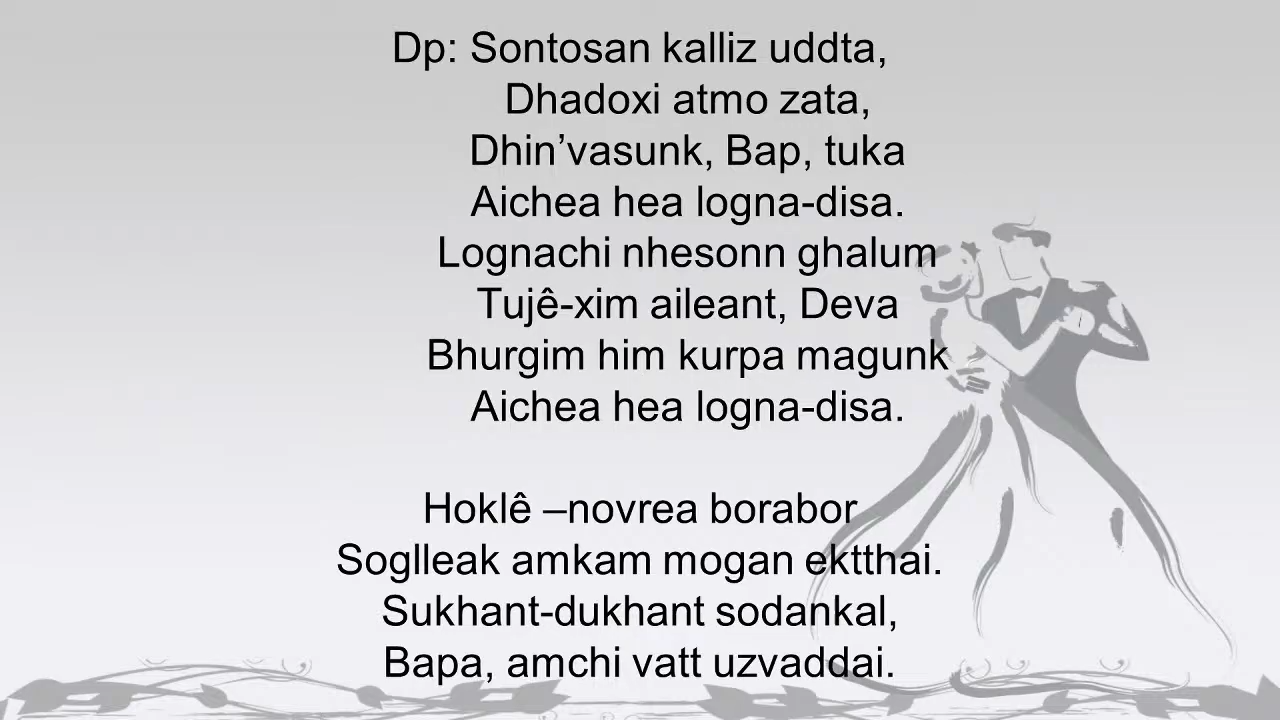 Dp: Sontosan kalliz uddta,
Dhadoxi atmo zata,
Dhin’vasunk, Bap, tuka
Aichea hea logna-disa.
Lognachi nhesonn ghalum
Tujê-xim aileant, Deva
Bhurgim him kurpa magunk
Aichea hea logna-disa.
Hoklê –novrea borabor
Soglleak amkam mogan ektthai.
Sukhant-dukhant sodankal,
Bapa, amchi vatt uzvaddai.